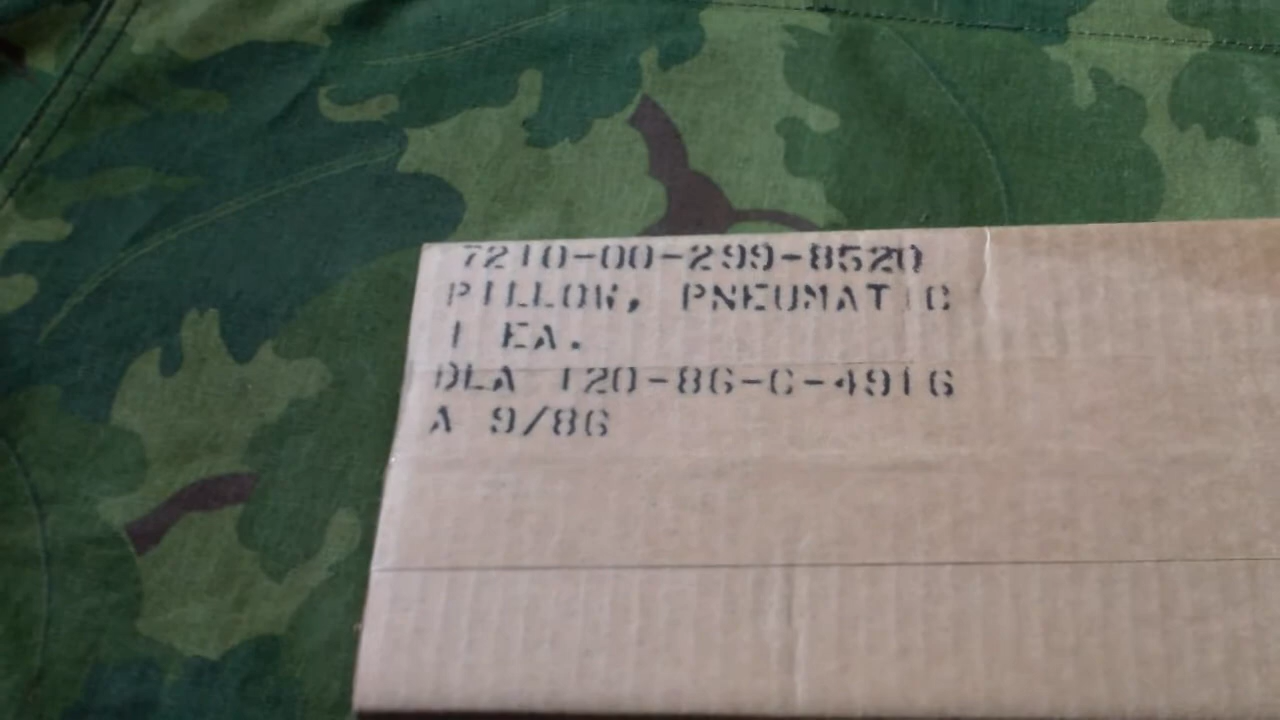 7210-00-299-8520
PILLOW, PNEUMATIC
1 EA.
DLA 120-86-C-4916
A 9/86